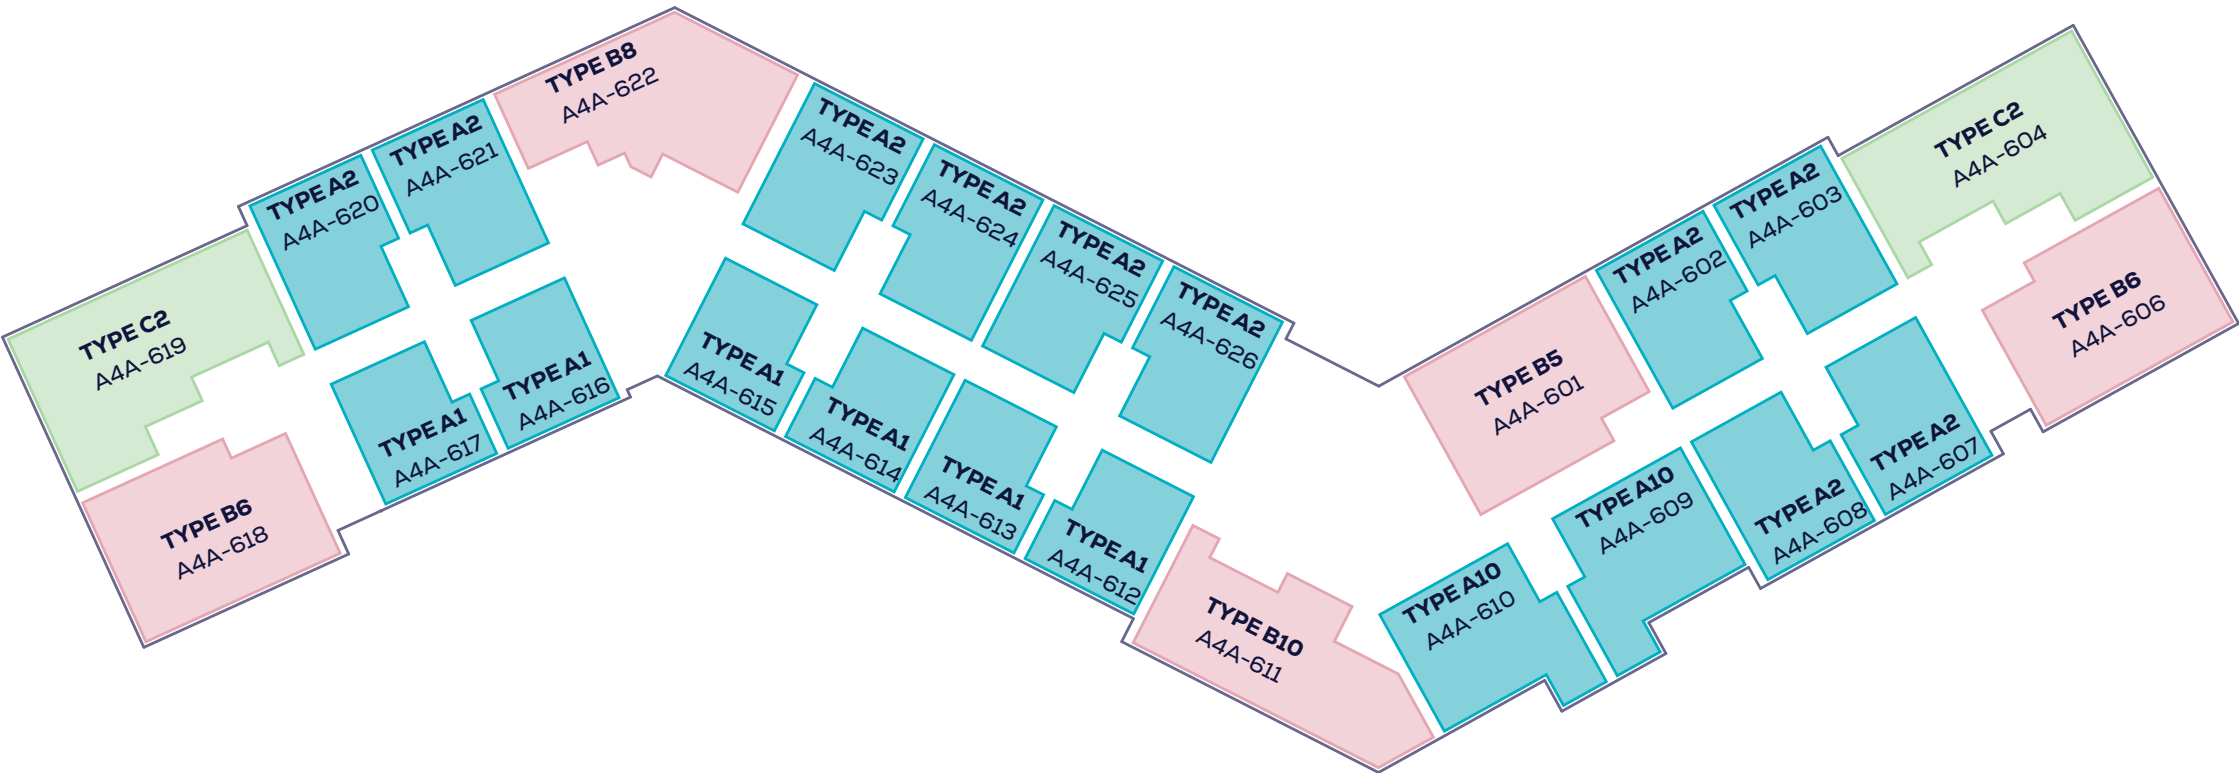 TYPE B8
A4A-622
TYPE A2
A4A-621
TYPE A2
A4A-620
TYPE C2
A4A-619
TYPE B6
A4A-618
TYPE A1
A4A-617
TYPE A1
A4A-616
TYPE A2
A4A-623
TYPE A2
A4A-624
TYPE A2
A4A-625
TYPE A2
A4A-626
TYPE A1
A4A-615
TYPE A1
A4A-614
TYPE A1
A4A-613
TYPE A1
A4A-612
TYPE B10
A4A-611
TYPE B5
A4A-601
TYPE A2
A4A-602
TYPE A2
A4A-603
TYPE C2
A4A-604
TYPE B6
A4A-606
TYPE A2
A4A-607
TYPE A2
A4A-608
TYPE A10
A4A-609
TYPE A10
A4A-610